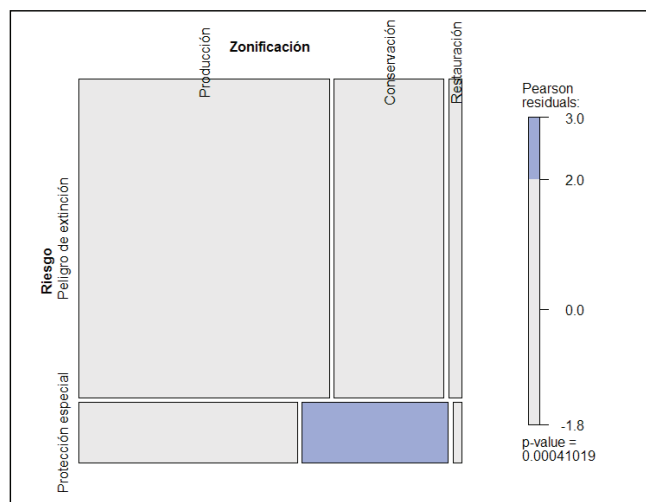 Zonificación
Producción
Conservación
Restauración
Riesgo
Peligro de extinción
Protección especial
Pearson
residuals:
3.0
2.0
0.0
-1.8
p-value =
0.00041019